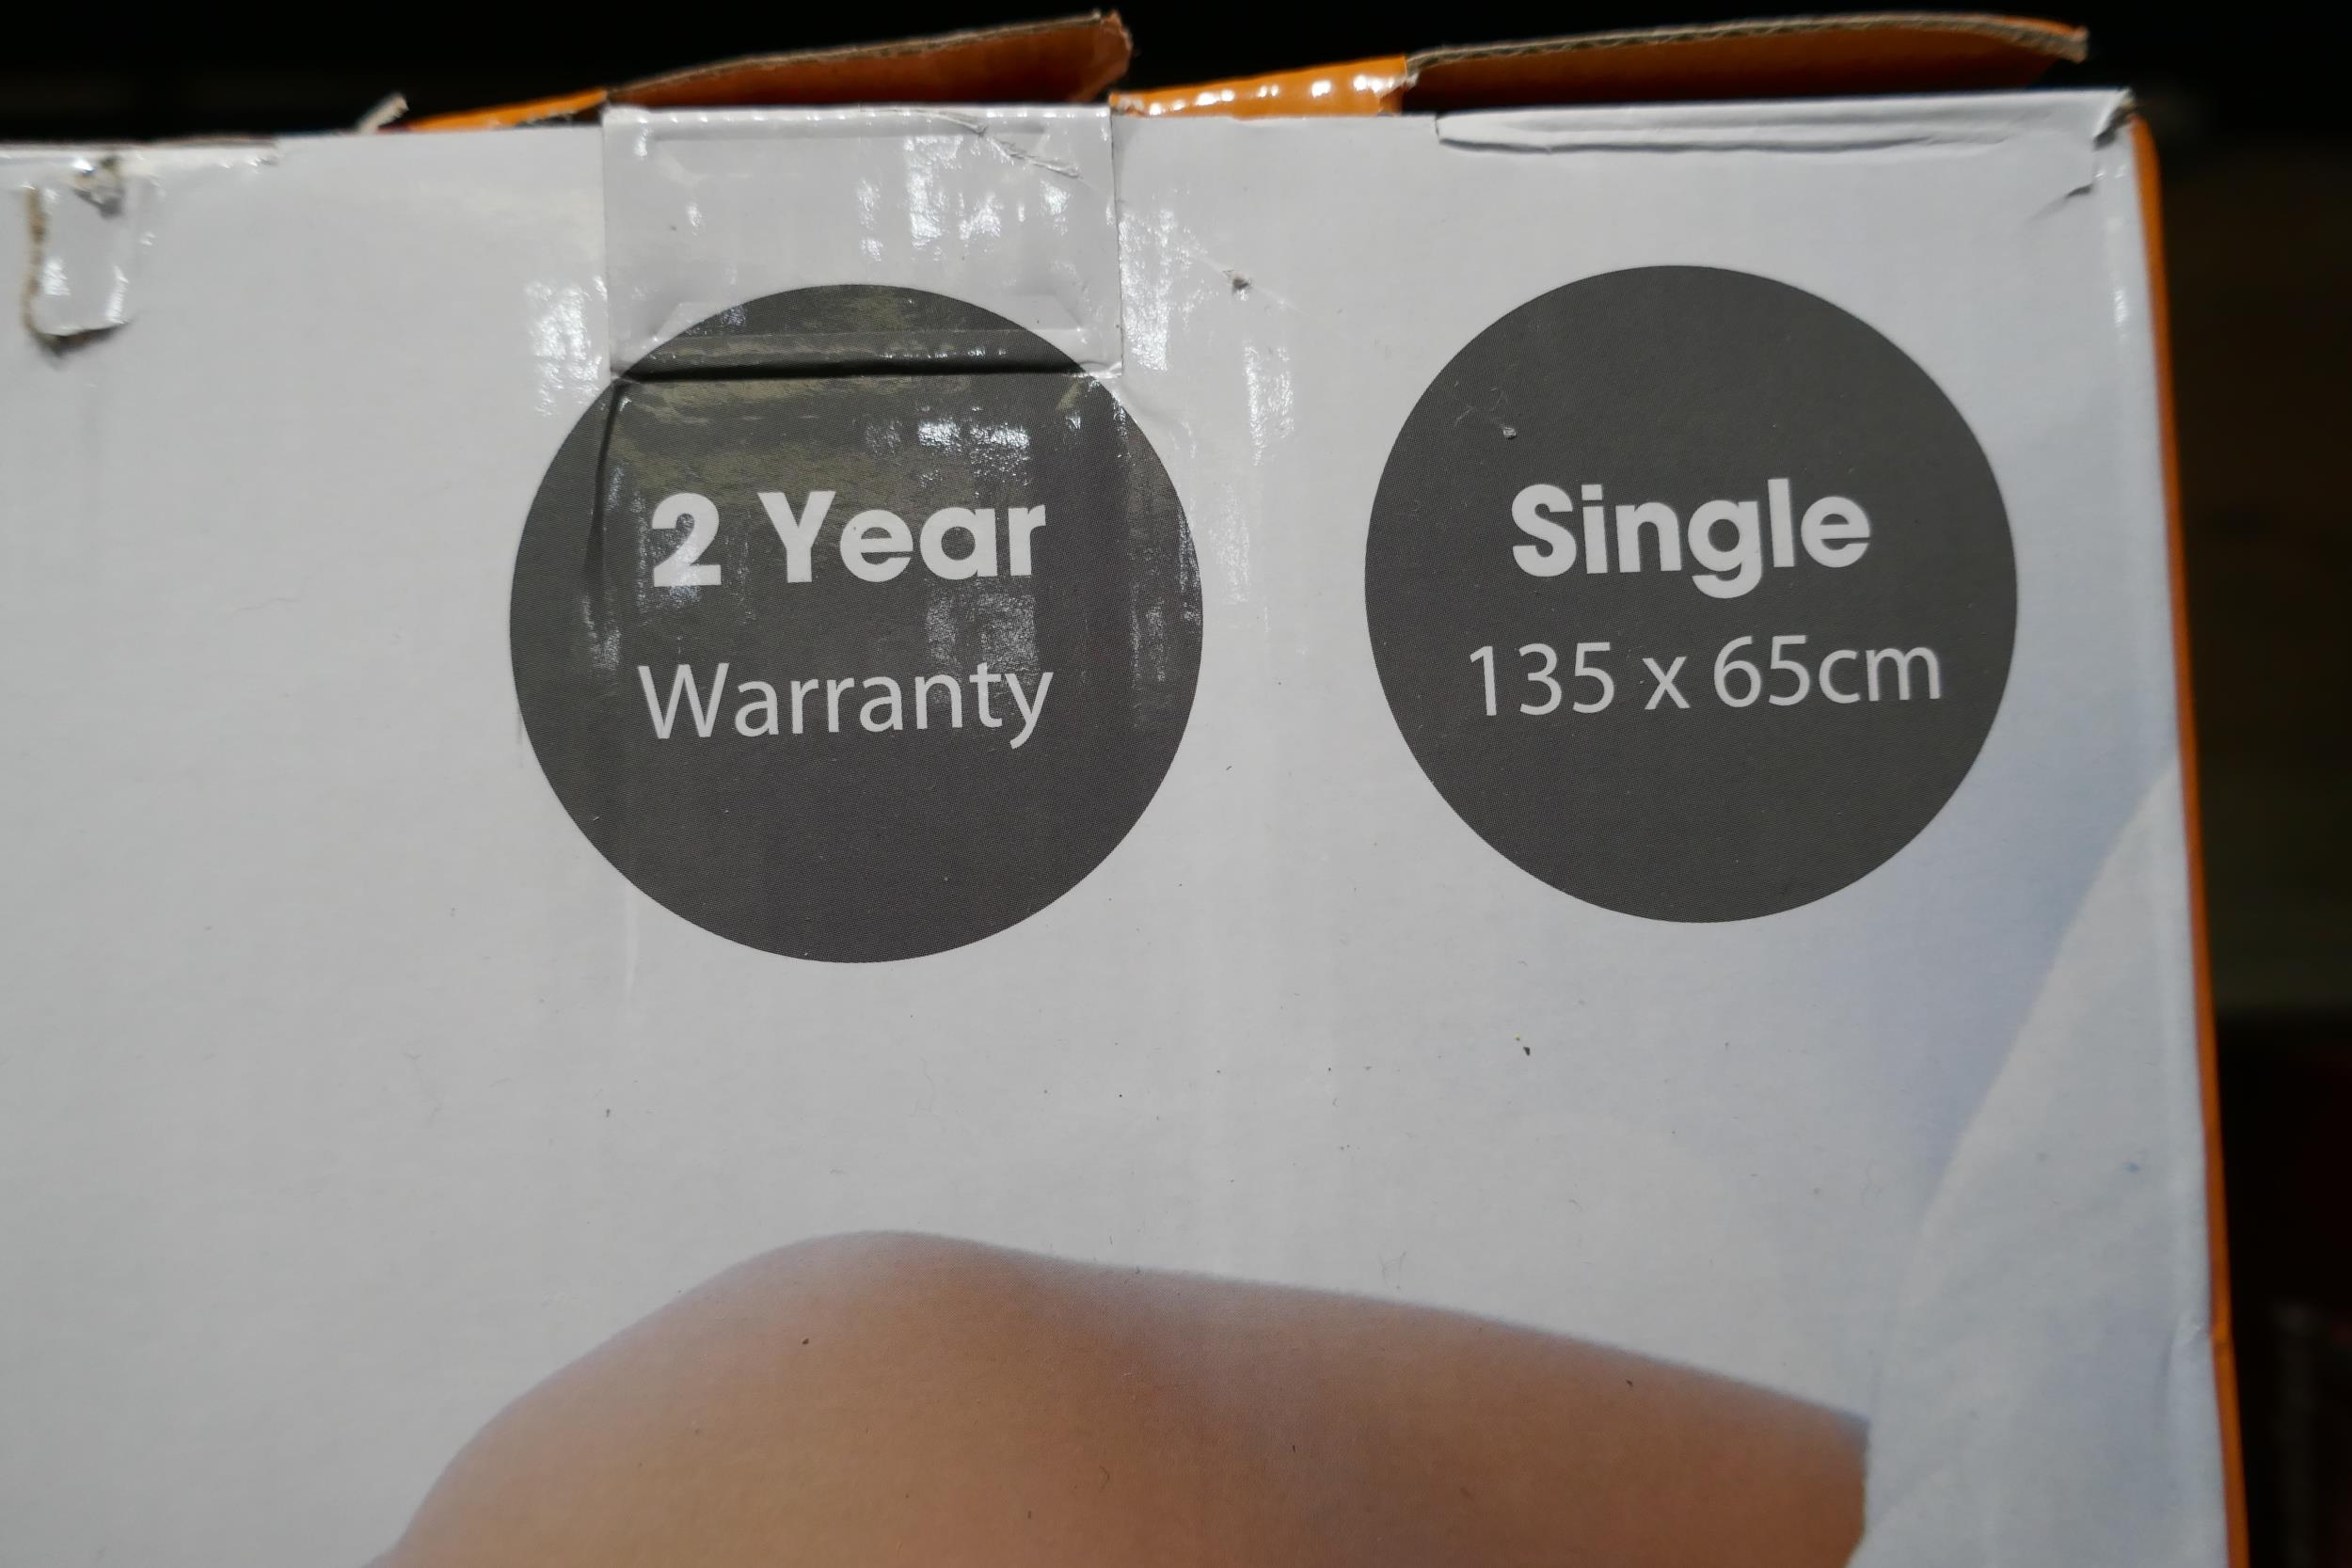 2 Year
Warranty
Single
135 x 65cm